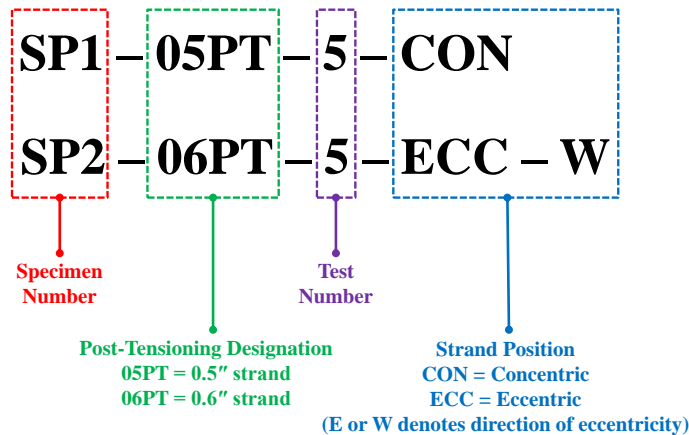 SP1 – 05PT – 5 – CON
SP2 – 06PT – 5 – ECC – W
Specimen
Number
Test
Number
Post-Tensioning Designation
05PT = 0.5″ strand
06PT = 0.6″ strand
Strand Position
CON = Concentric
ECC = Eccentric
(E or W denotes direction of eccentricity)